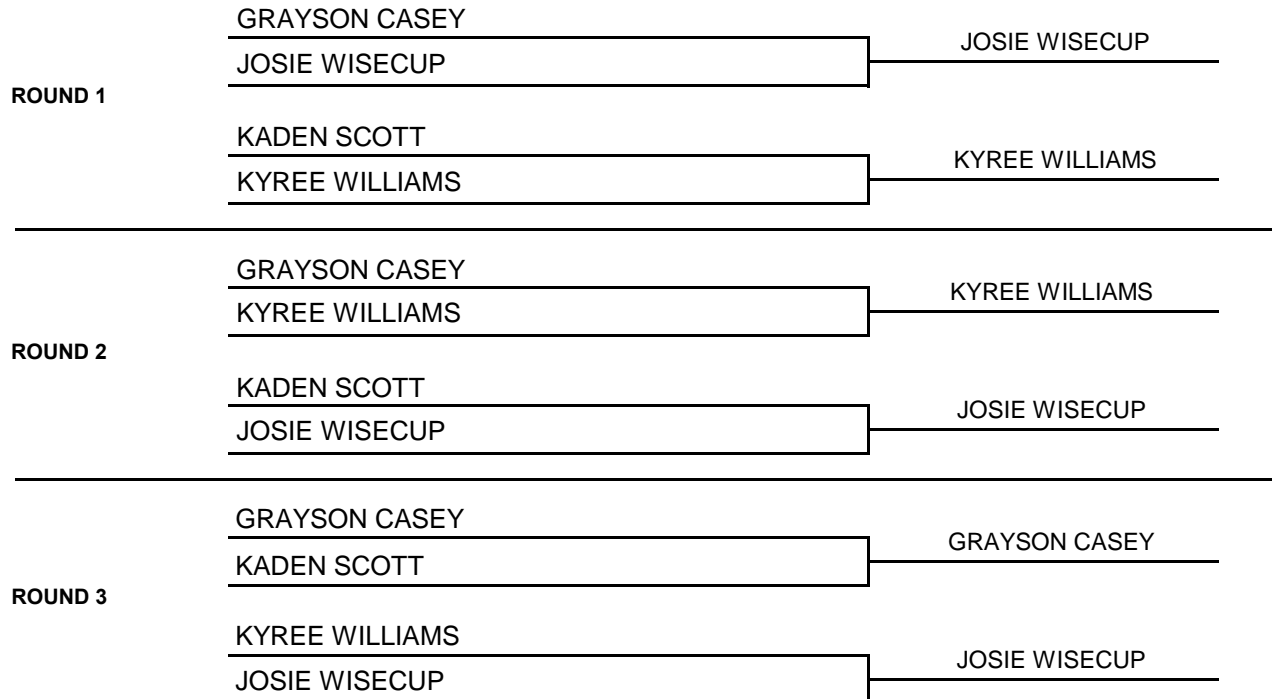 GRAYSON CASEY
JOSIE WISECUP
JOSIE WISECUP
ROUND 1
KADEN SCOTT
KYREE WILLIAMS
KYREE WILLIAMS
GRAYSON CASEY
KYREE WILLIAMS
KYREE WILLIAMS
ROUND 2
KADEN SCOTT
JOSIE WISECUP
JOSIE WISECUP
GRAYSON CASEY
GRAYSON CASEY
KADEN SCOTT
ROUND 3
KYREE WILLIAMS
JOSIE WISECUP
JOSIE WISECUP